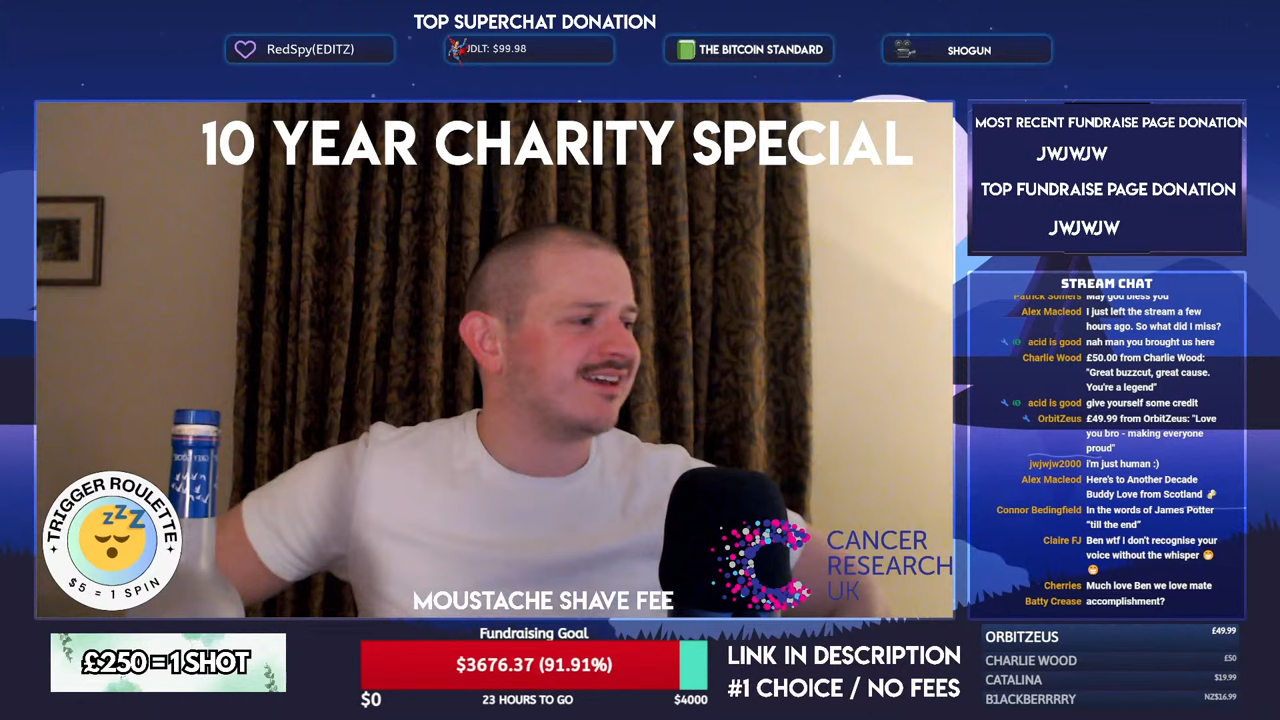 TOP SUPERCHAT DONATION
RedSpy(EDITZ)
JDLT: $99.98
THE BITCOIN STANDARD
SHOGUN
10 YEAR CHARITY SPECIAL
MOST RECENT FUNDRAISE PAGE DONATION
JWJWJW
TOP FUNDRAISE PAGE DONATION
JWJWJW
STREAM CHAT
Patrick Somers May you bless you
Alex Macleod I just left the stream a few
hours ago. So what did I miss?
acid is good nah man you brought us here
Charlie Wood £50.00 from Charlie Wood:
"Great buzzcut, great cause.
You're a legend"
acid is good give yourself some credit
OrbitZeus £49.99 from OrbitZeus: "Love
you bro - making everyone
proud"
jwjwjw2000 I'm just human :)
Alex Macleod Here's to Another Decade
Buddy Love from Scotland
Connor Bedingfield In the words of James Potter
"till the end"
Claire FJ Ben wtf I don't recognise your
voice without the whisper
Cherries Much love Ben we love mate
Batty Crease accomplishment?
TRIGGER ROULETTE
zzz
$5 = 1 SPIN
CANCER
RESEARCH
UK
MOUSTACHE SHAVE FEE
£250 = 1 SHOT
Fundraising Goal
$3676.37 (91.91%)
$0
23 HOURS TO GO
$4000
LINK IN DESCRIPTION
#1 CHOICE / NO FEES
ORBITZEUS £49.99
CHARLIE WOOD £50
CATALINA $19.99
B1ACKBERRRRY NZ$16.99